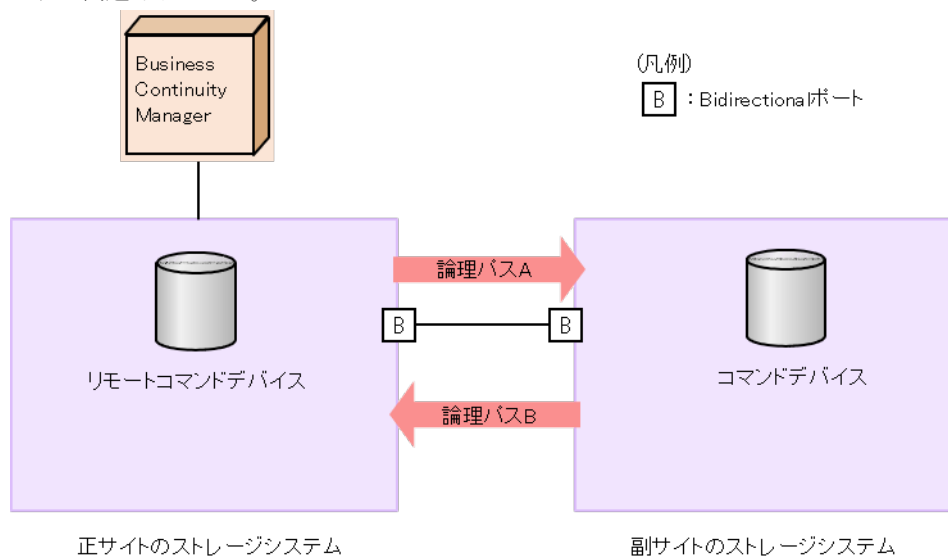 Business
Continuity
Manager
(凡例)
B : Bidirectionalポート
論理パスA
B
B
リモートコマンドデバイス
コマンドデバイス
論理パスB
正サイトのストレージシステム
副サイトのストレージシステム